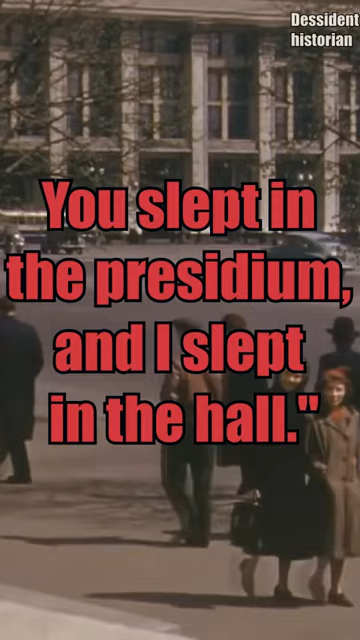 Dessident
historian
You slept in
the presidium,
and I slept
in the hall."